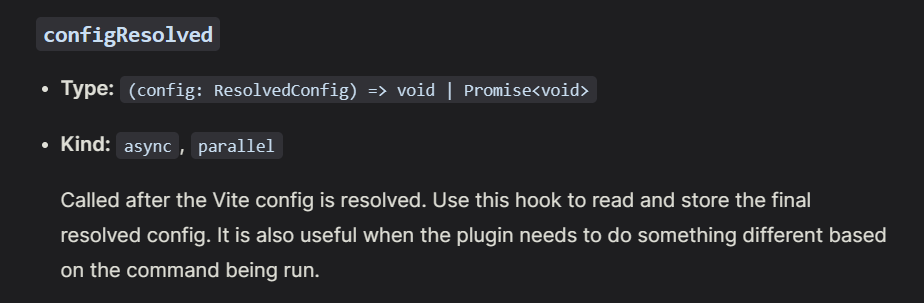 configResolved
• Type: (config: ResolvedConfig) => void | Promise<void>
• Kind: async, parallel
Called after the Vite config is resolved. Use this hook to read and store the final
resolved config. It is also useful when the plugin needs to do something different based
on the command being run.